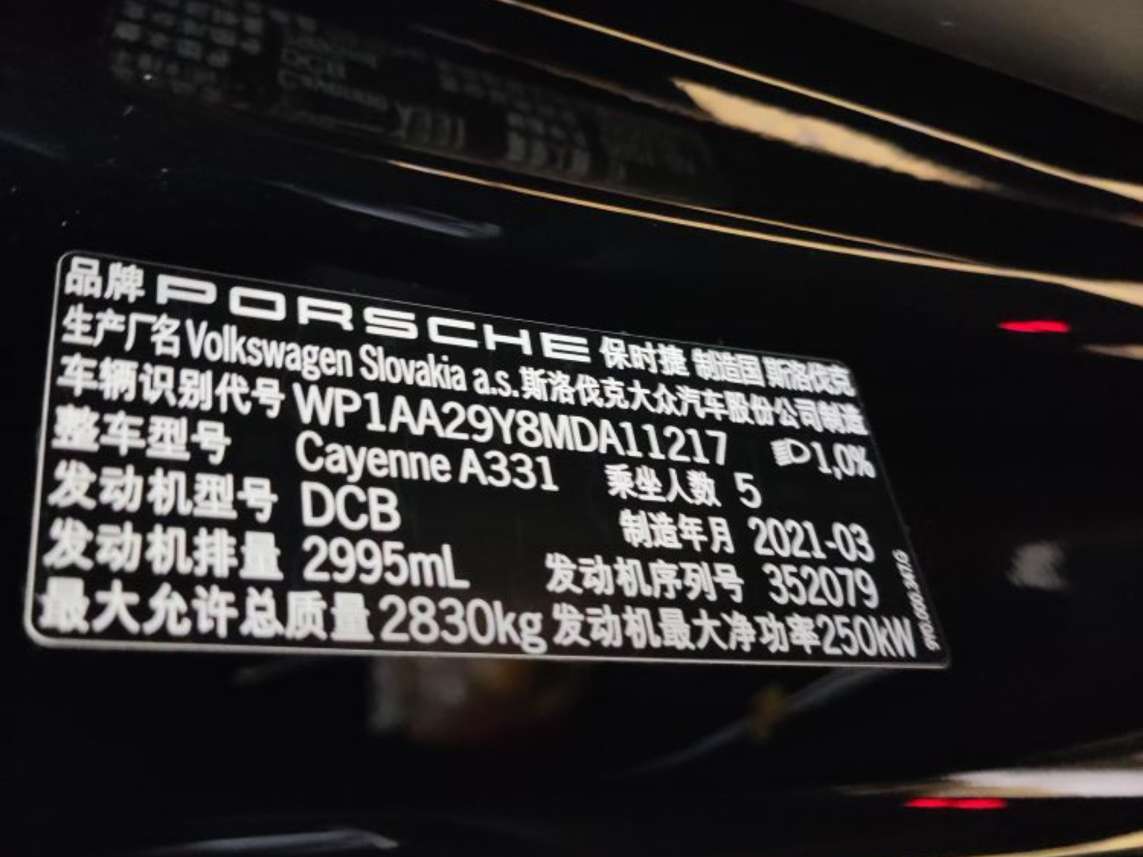 品牌 PORSCHE 保时捷 制造国 斯洛伐克
生产厂名 Volkswagen Slovakia a.s. 斯洛伐克大众汽车股份公司制造
车辆识别代号 WP1AA29Y8MDA11217 1,0%
整车型号 Cayenne A331 乘坐人数 5
发动机型号 DCB 制造年月 2021-03
发动机排量 2995mL 发动机序列号 352079
最大允许总质量 2830kg 发动机最大净功率 250kW